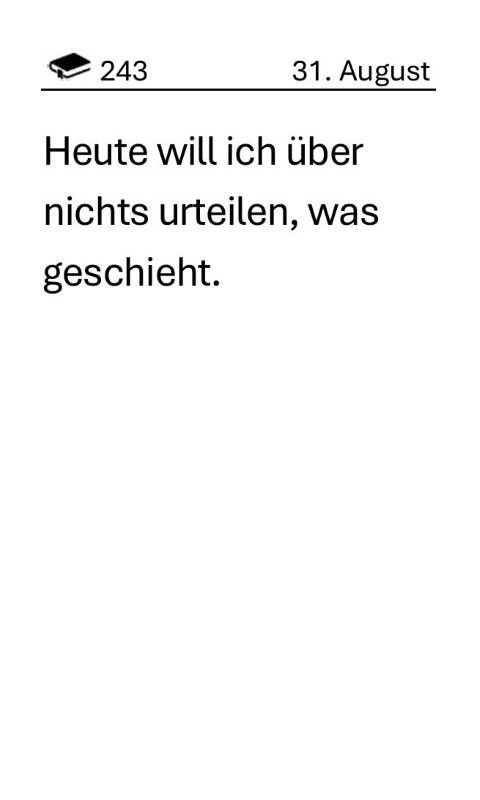 243 31. August
Heute will ich über
nichts urteilen, was
geschieht.